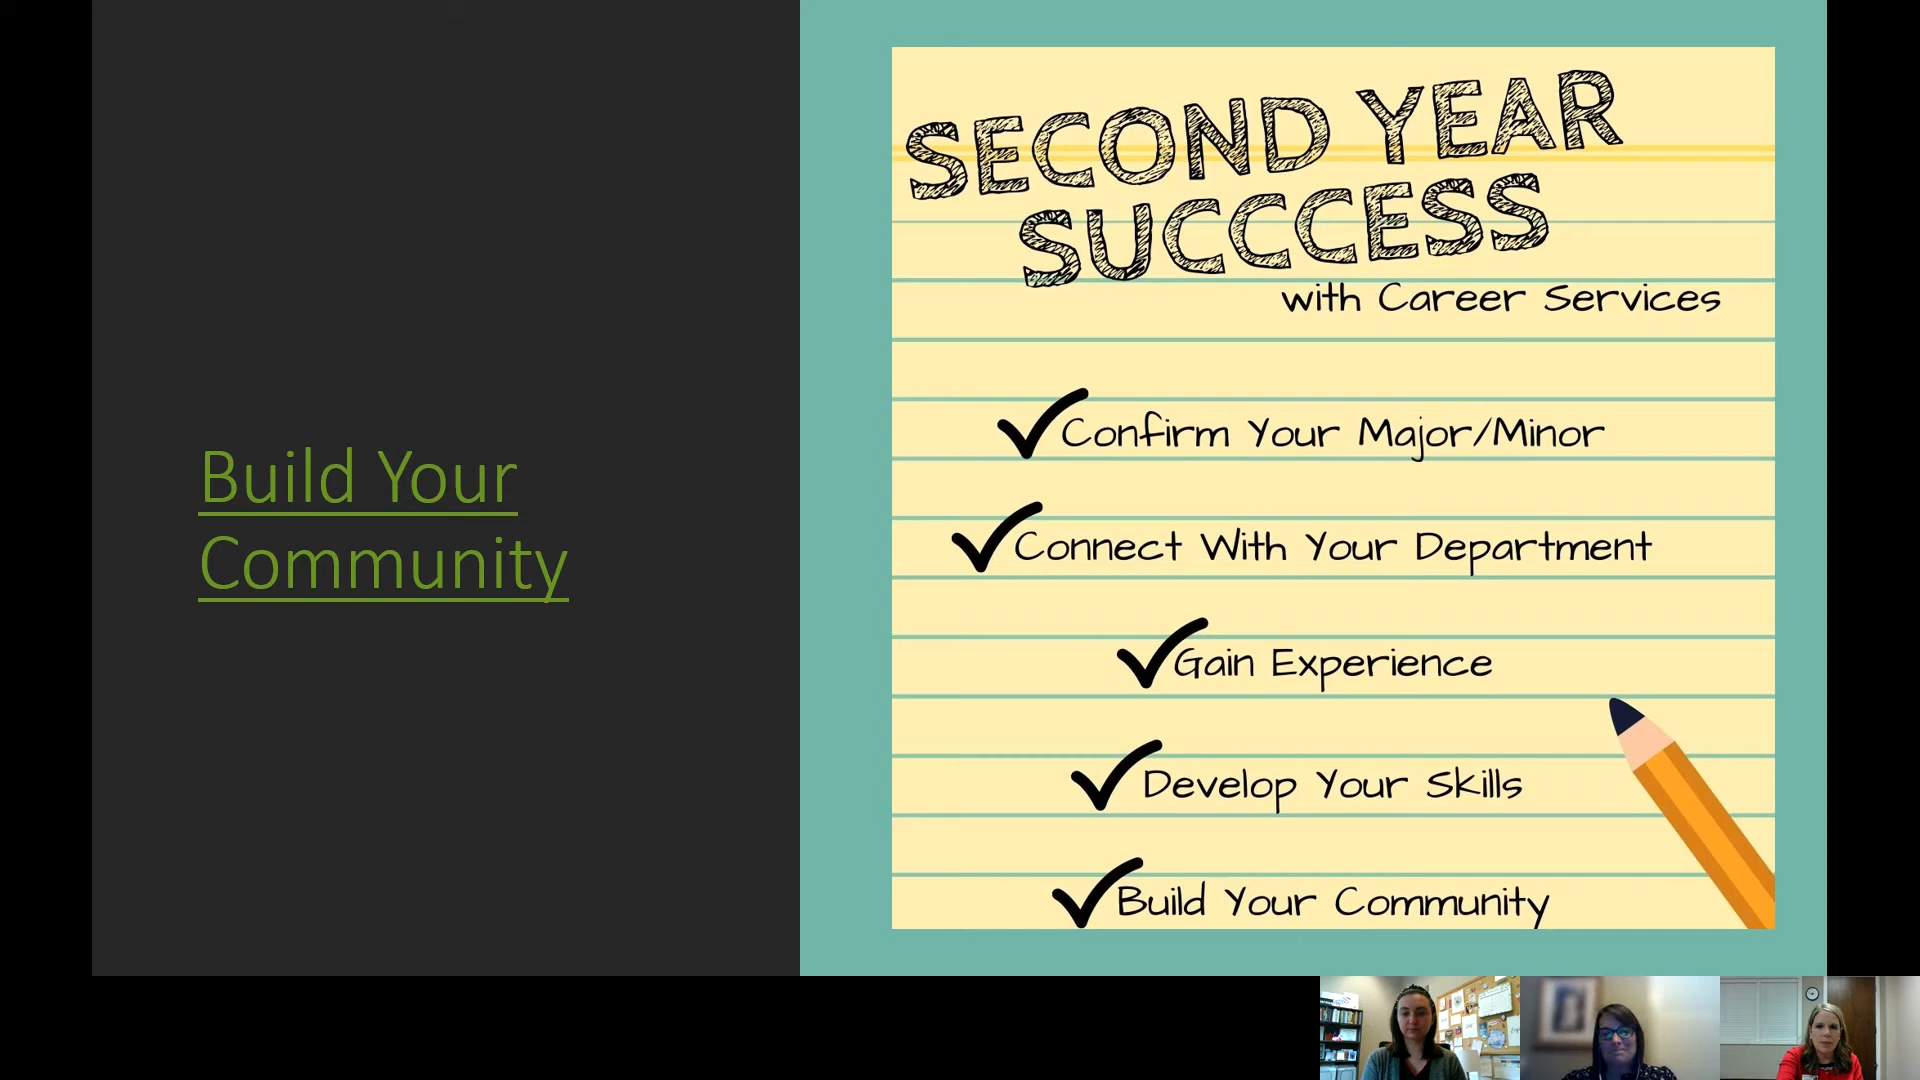 Build Your
Community
SECOND YEAR
SUCCCESS
with Career Services
Confirm Your Major/Minor
Connect With Your Department
Gain Experience
Develop Your Skills
Build Your Community